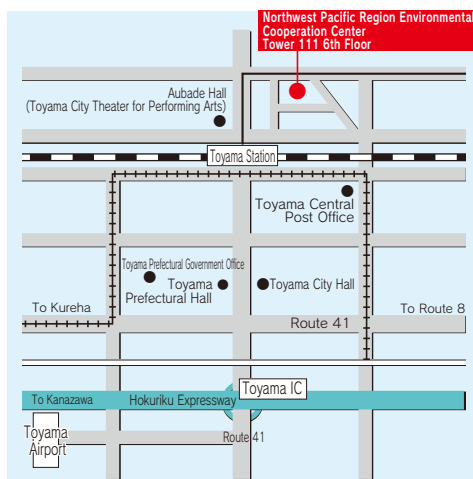 Northwest Pacific Region Environmental
Cooperation Center
Tower 111 6th Floor
Aubade Hall
(Toyama City Theater for Performing Arts)
Toyama Station
Toyama Central
Post Office
Toyama Prefectural Government Office
Toyama
Prefectural Hall
Toyama City Hall
To Kureha
To Route 8
Route 41
Toyama IC
To Kanazawa
Hokuriku Expressway
Toyama
Airport
Route 41